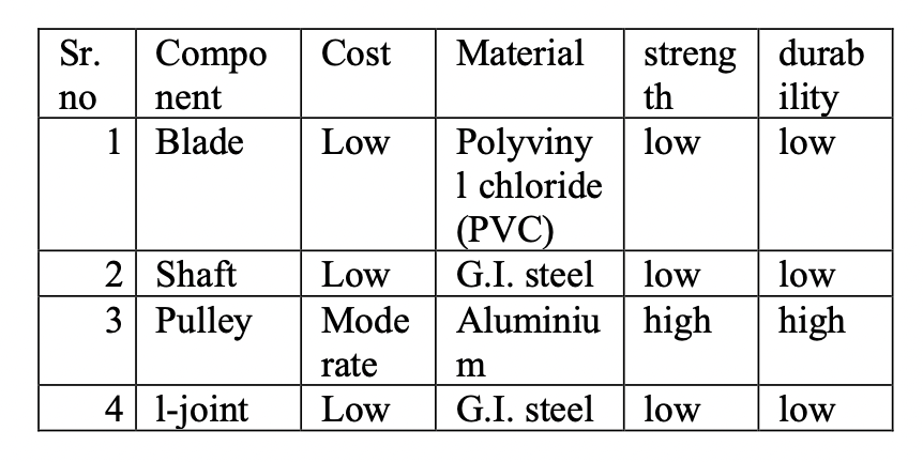 Sr. no | Compo nent | Cost | Material | streng th | durab ility
1 | Blade | Low | Polyviny l chloride (PVC) | low | low
2 | Shaft | Low | G.I. steel | low | low
3 | Pulley | Mode rate | Aluminiu m | high | high
4 | l-joint | Low | G.I. steel | low | low